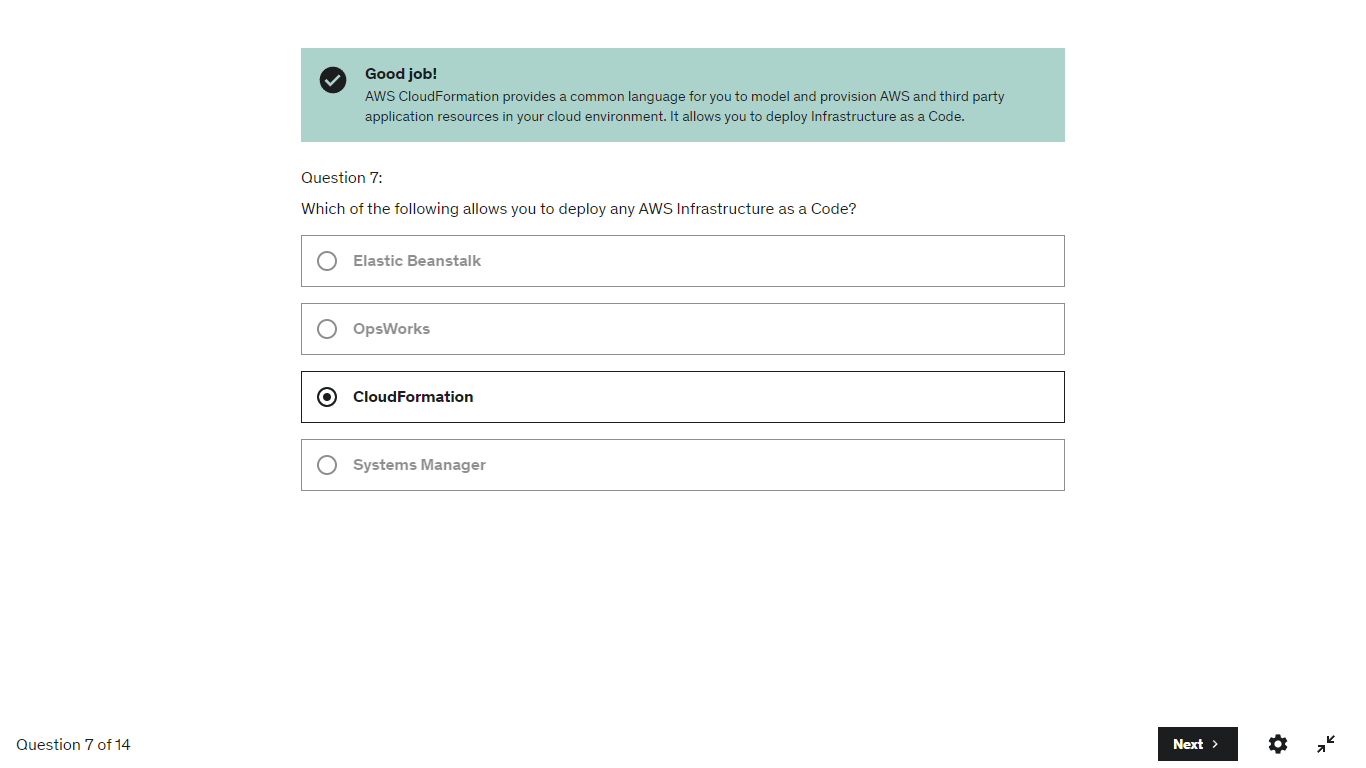 Good job!
AWS CloudFormation provides a common language for you to model and provision AWS and third party
application resources in your cloud environment. It allows you to deploy Infrastructure as a Code.
Question 7:
Which of the following allows you to deploy any AWS Infrastructure as a Code?
Elastic Beanstalk
OpsWorks
CloudFormation
Systems Manager
Question 7 of 14
Next